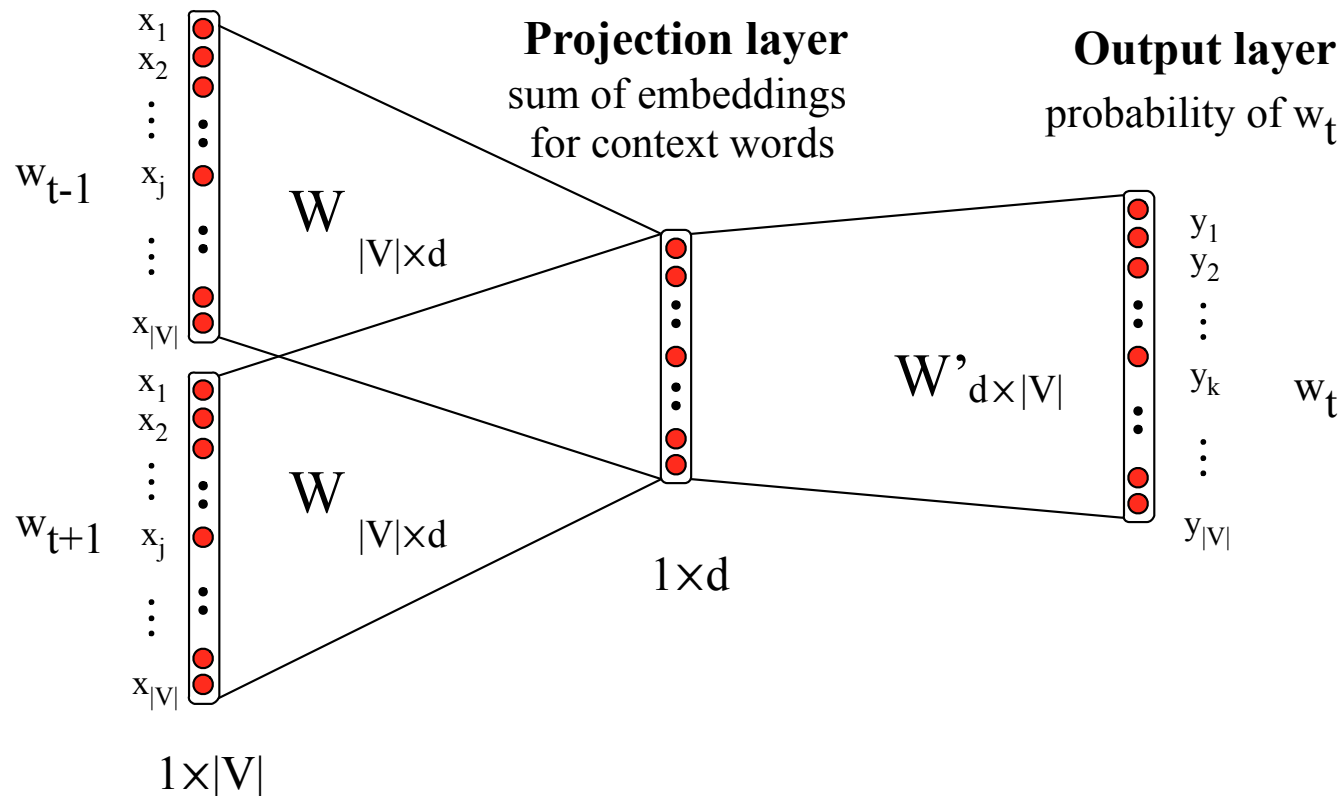 Projection layer
sum of embeddings
for context words
Output layer
probability of wₜ
x₁
x₂
⋮
wₜ₋₁
xⱼ
⋮
x|V|
W |V|×d
x₁
x₂
⋮
wₜ₊₁
xⱼ
⋮
x|V|
W |V|×d
1×|V|
1×d
W’ d×|V|
y₁
y₂
⋮
yₖ
⋮
y|V|
wₜ